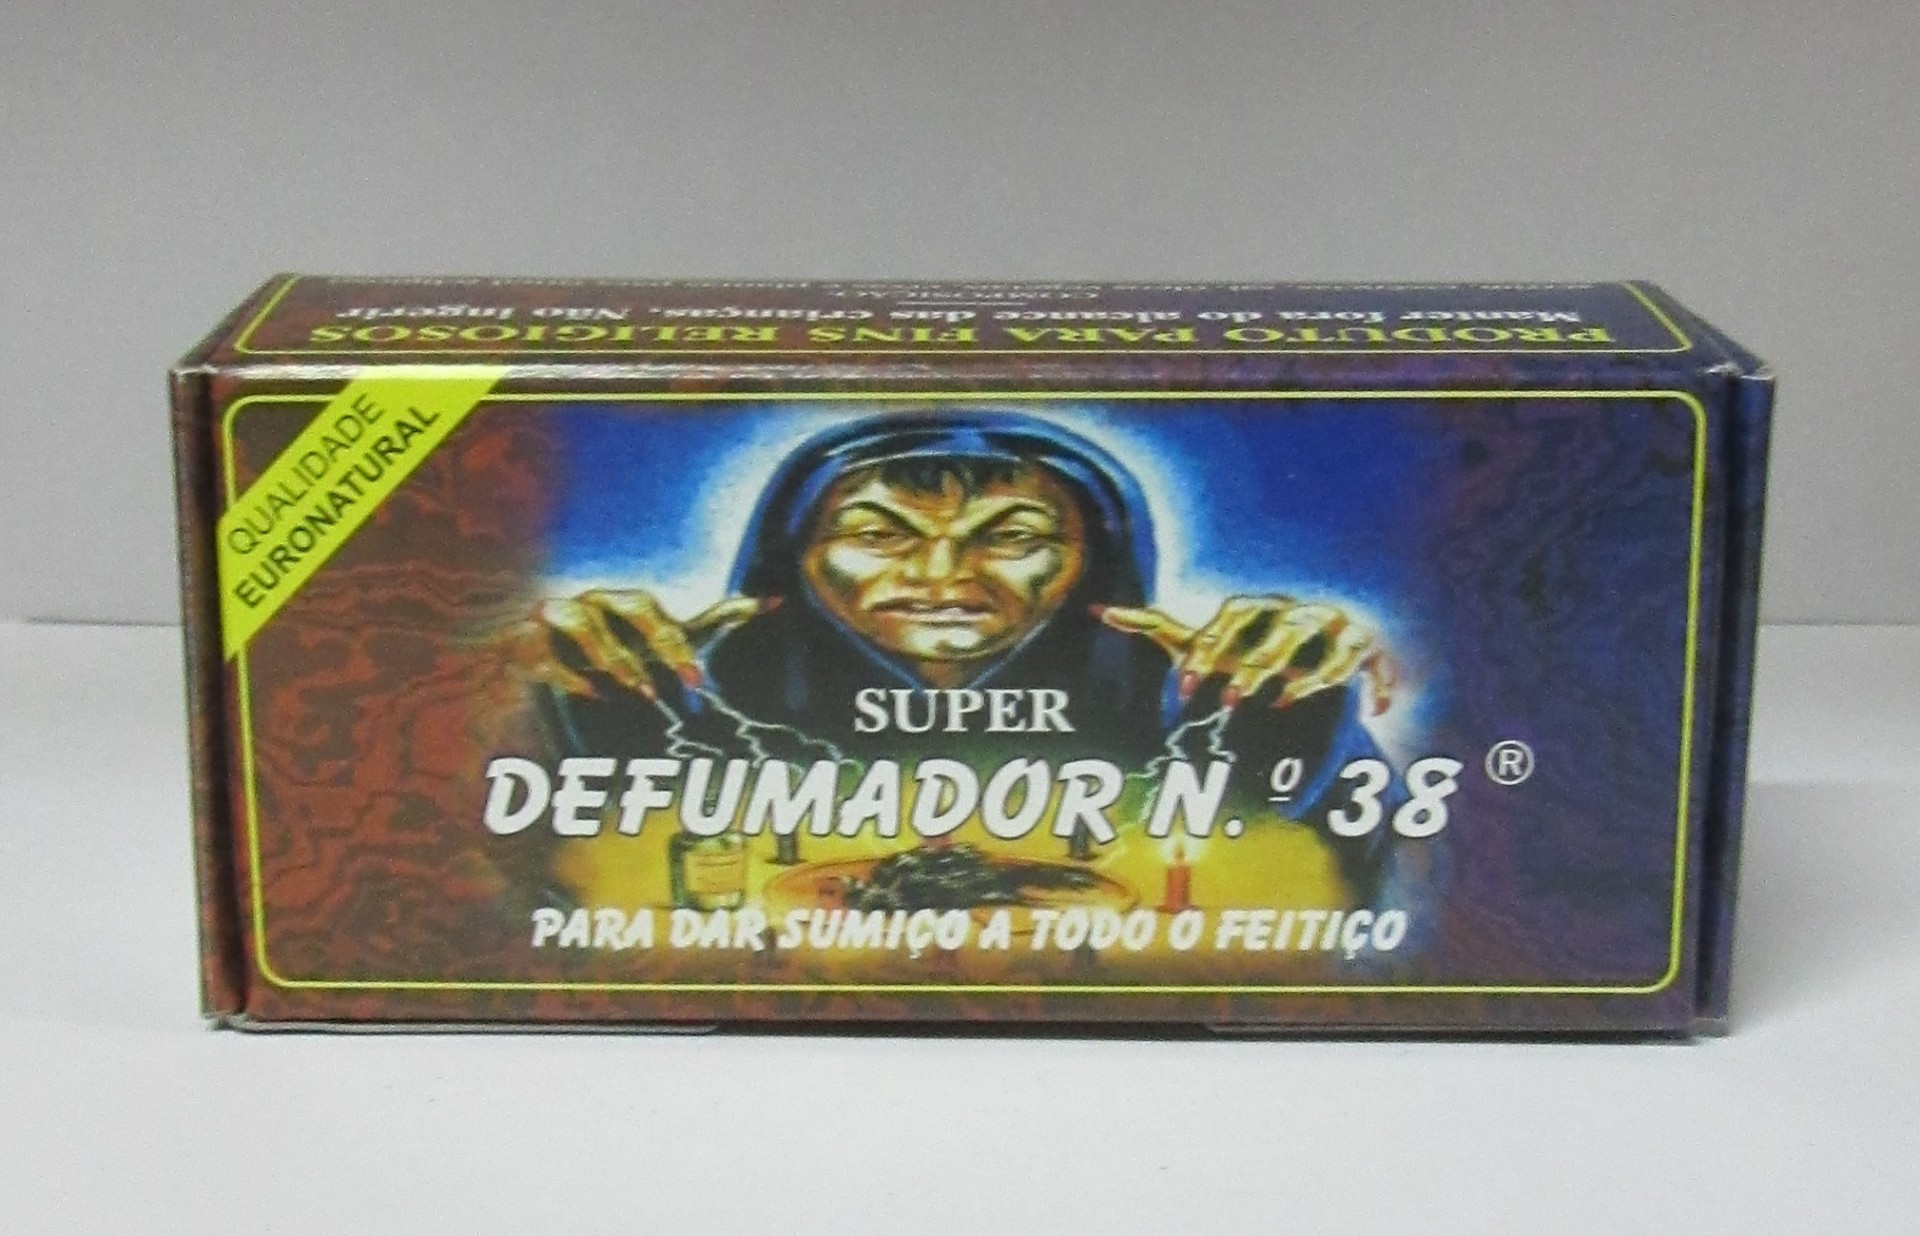 COMPOSIÇÃO
Manter fora do alcance das crianças. Não ingerir
PRODUTO PARA FINS RELIGIOSOS
QUALIDADE
EURONATURAL
SUPER
DEFUMADOR N.º 38 ®
PARA DAR SUMIÇO A TODO O FEITIÇO